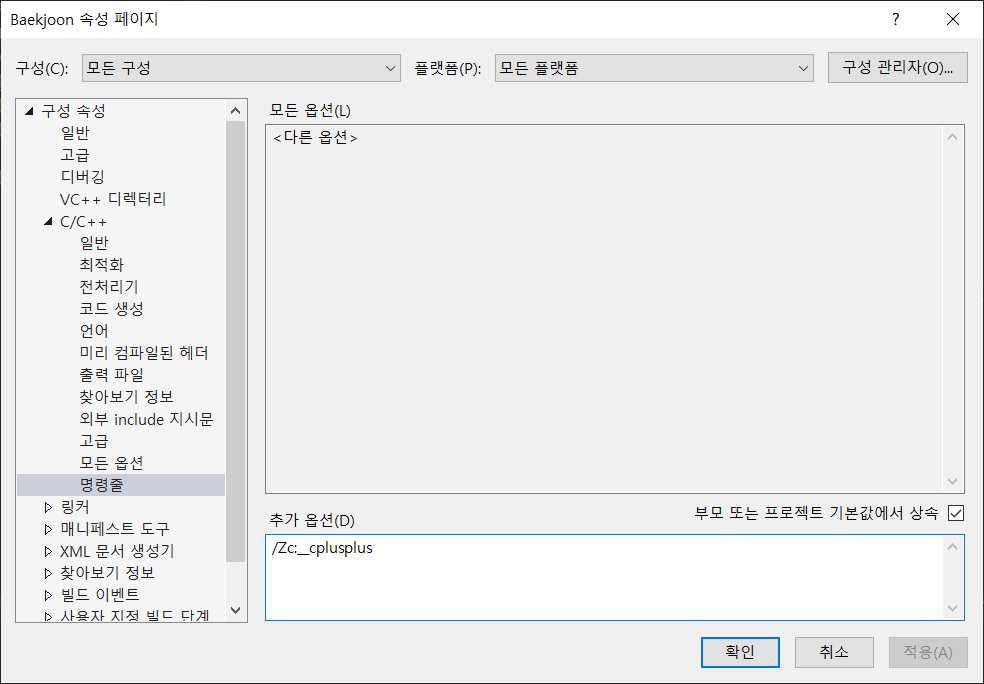 Baekjoon 속성 페이지
구성(C): 모든 구성 플랫폼(P): 모든 플랫폼 구성 관리자(O)...
구성 속성
일반
고급
디버깅
VC++ 디렉터리
C/C++
일반
최적화
전처리기
코드 생성
언어
미리 컴파일된 헤더
출력 파일
찾아보기 정보
외부 include 지시문
고급
모든 옵션
명령줄
링커
매니페스트 도구
XML 문서 생성기
찾아보기 정보
빌드 이벤트
사용자 지정 빌드 단계
모든 옵션(L)
<다른 옵션>
추가 옵션(D) 부모 또는 프로젝트 기본값에서 상속
/Zc:__cplusplus
확인 취소 적용(A)